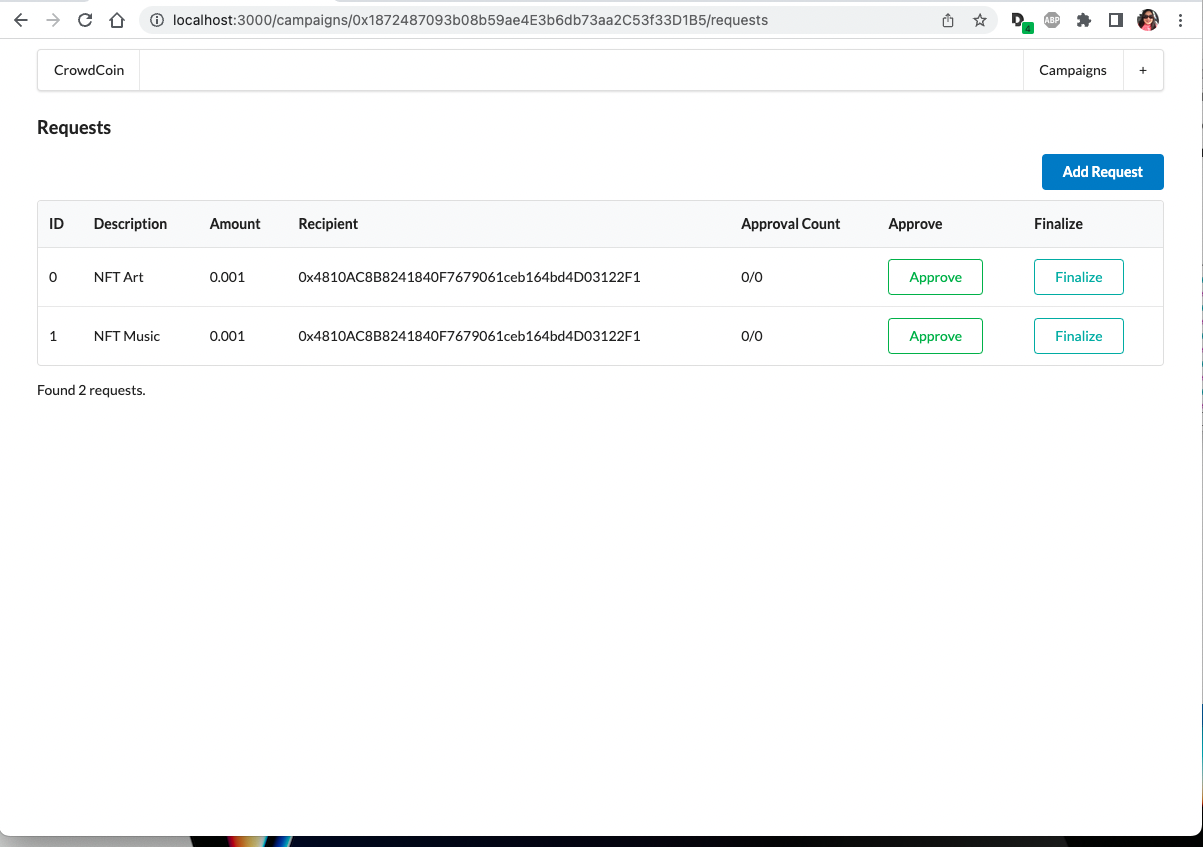 localhost:3000/campaigns/0x1872487093b08b59ae4E3b6db73aa2C53f33D1B5/requests
D 4 ABP
CrowdCoin Campaigns +
Requests
Add Request
ID Description Amount Recipient Approval Count Approve Finalize
0 NFT Art 0.001 0x4810AC8B8241840F7679061ceb164bd4D03122F1 0/0 Approve Finalize
1 NFT Music 0.001 0x4810AC8B8241840F7679061ceb164bd4D03122F1 0/0 Approve Finalize
Found 2 requests.